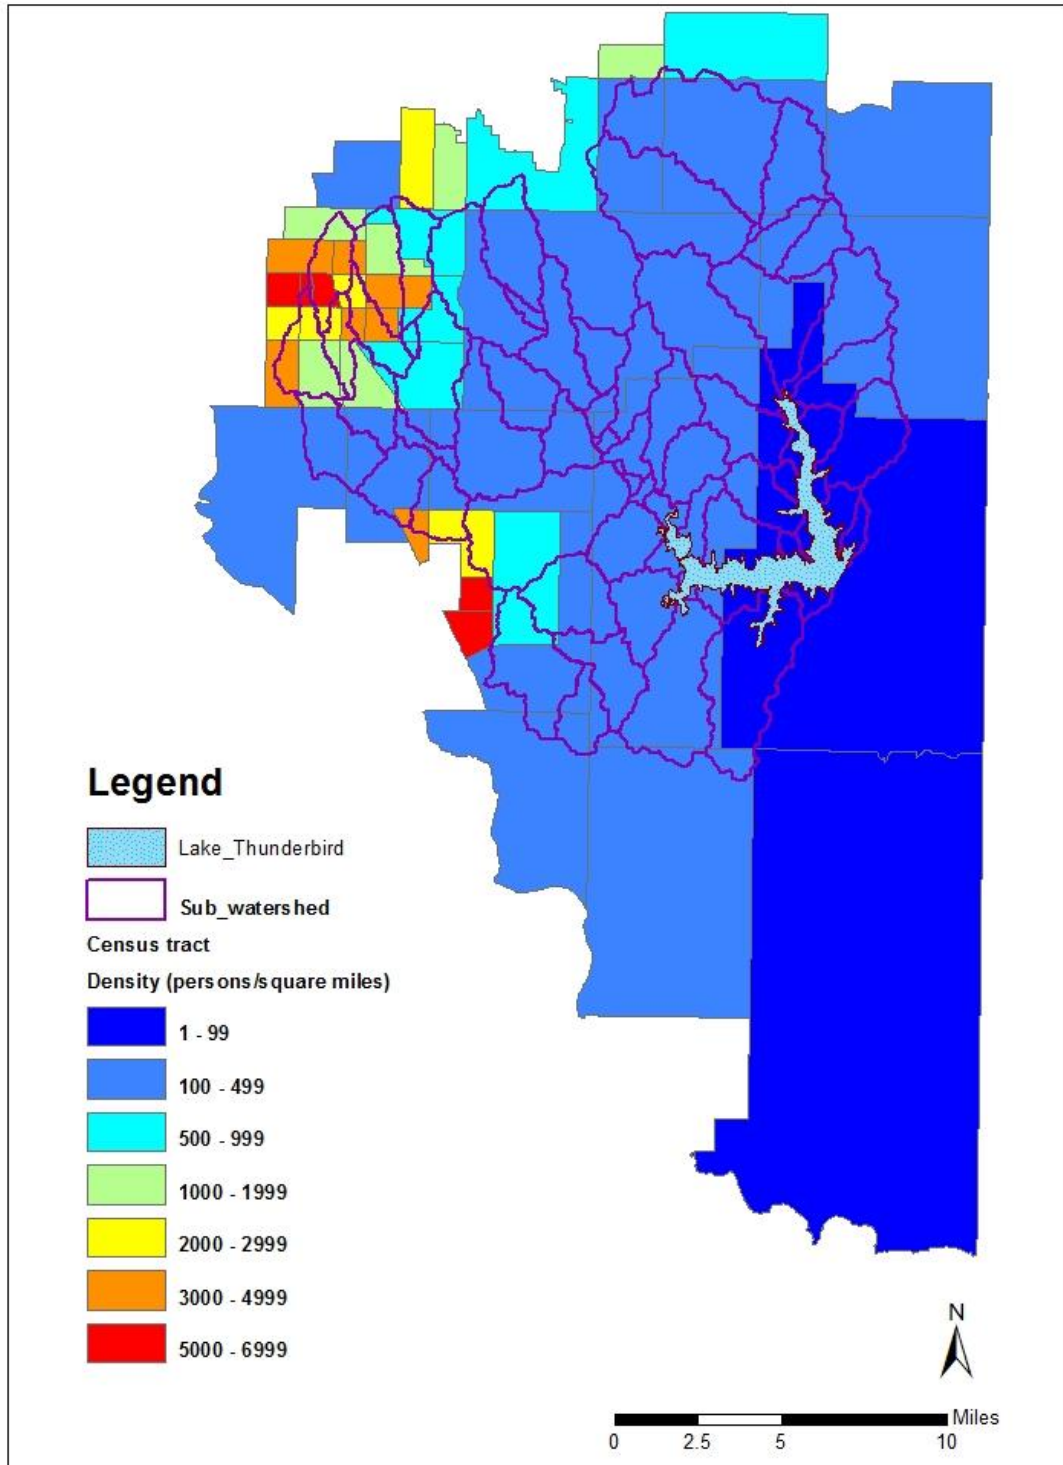 Legend
Lake_Thunderbird
Sub_watershed
Census tract
Density (persons/square miles)
1 - 99
100 - 499
500 - 999
1000 - 1999
2000 - 2999
3000 - 4999
5000 - 6999
N
Miles
0 2.5 5 10